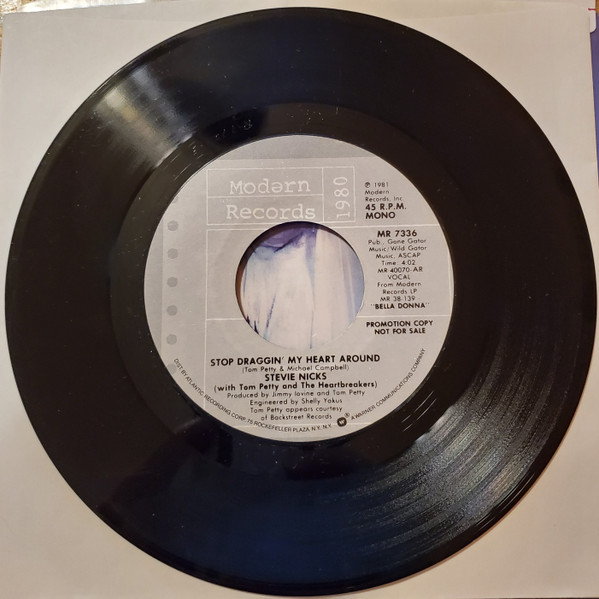 Modərn
Records
1980
℗ 1981
Modern
Records, Inc.
45 R.P.M.
MONO
MR 7336
Pub., Gone Gator
Music/Wild Gator
Music, ASCAP
Time: 4:02
MR-40070-AR
VOCAL
From Modern
Records LP
MR 38-139
"BELLA DONNA"
PROMOTION COPY
NOT FOR SALE
STOP DRAGGIN' MY HEART AROUND
(Tom Petty & Michael Campbell)
STEVIE NICKS
(with Tom Petty and The Heartbreakers)
Produced by Jimmy Iovine and Tom Petty
Engineered by Shelly Yakus
Tom Petty appears courtesy
of Backstreet Records
DIST. BY ATLANTIC RECORDING CORP. 75 ROCKEFELLER PLAZA, N.Y. N.Y. W A WARNER COMMUNICATIONS COMPANY